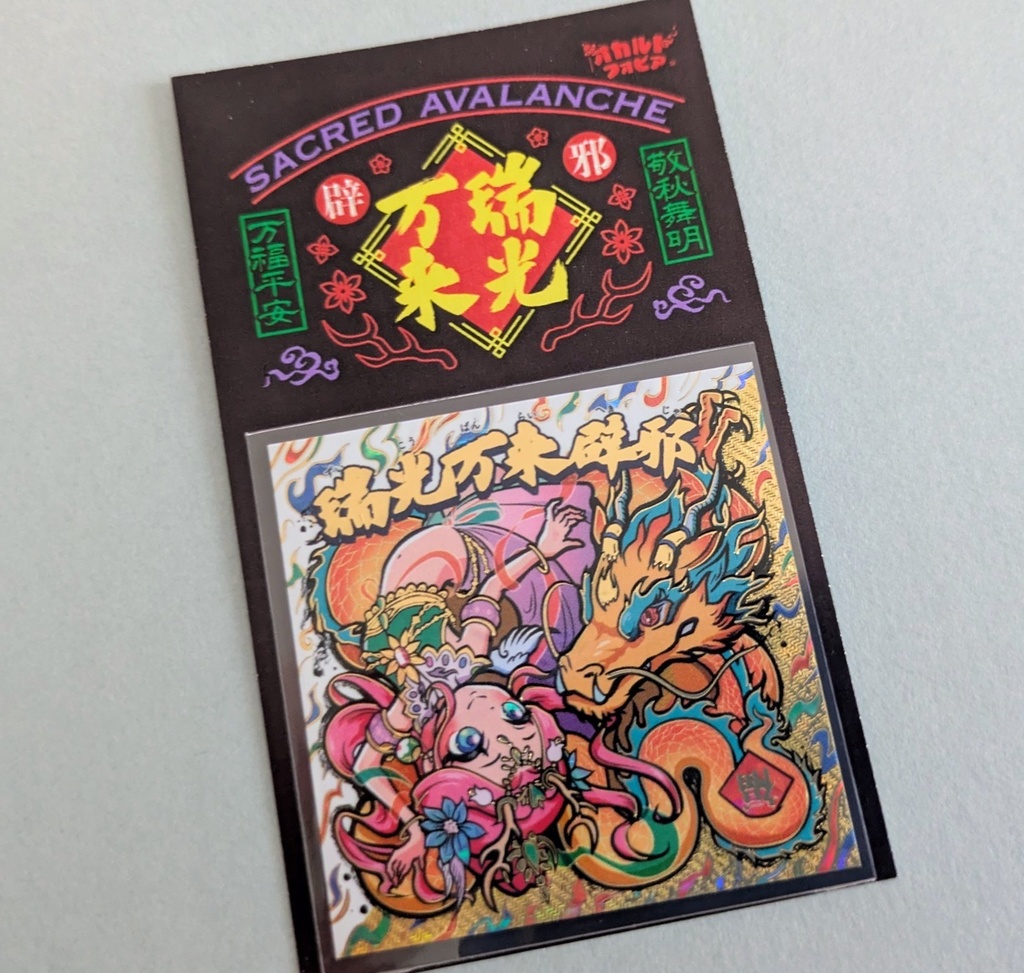 オカルト
フォビア
SACRED AVALANCHE
辟
邪
瑞光
万来
敬秋舞明
万福平安
瑞光万来辟邪